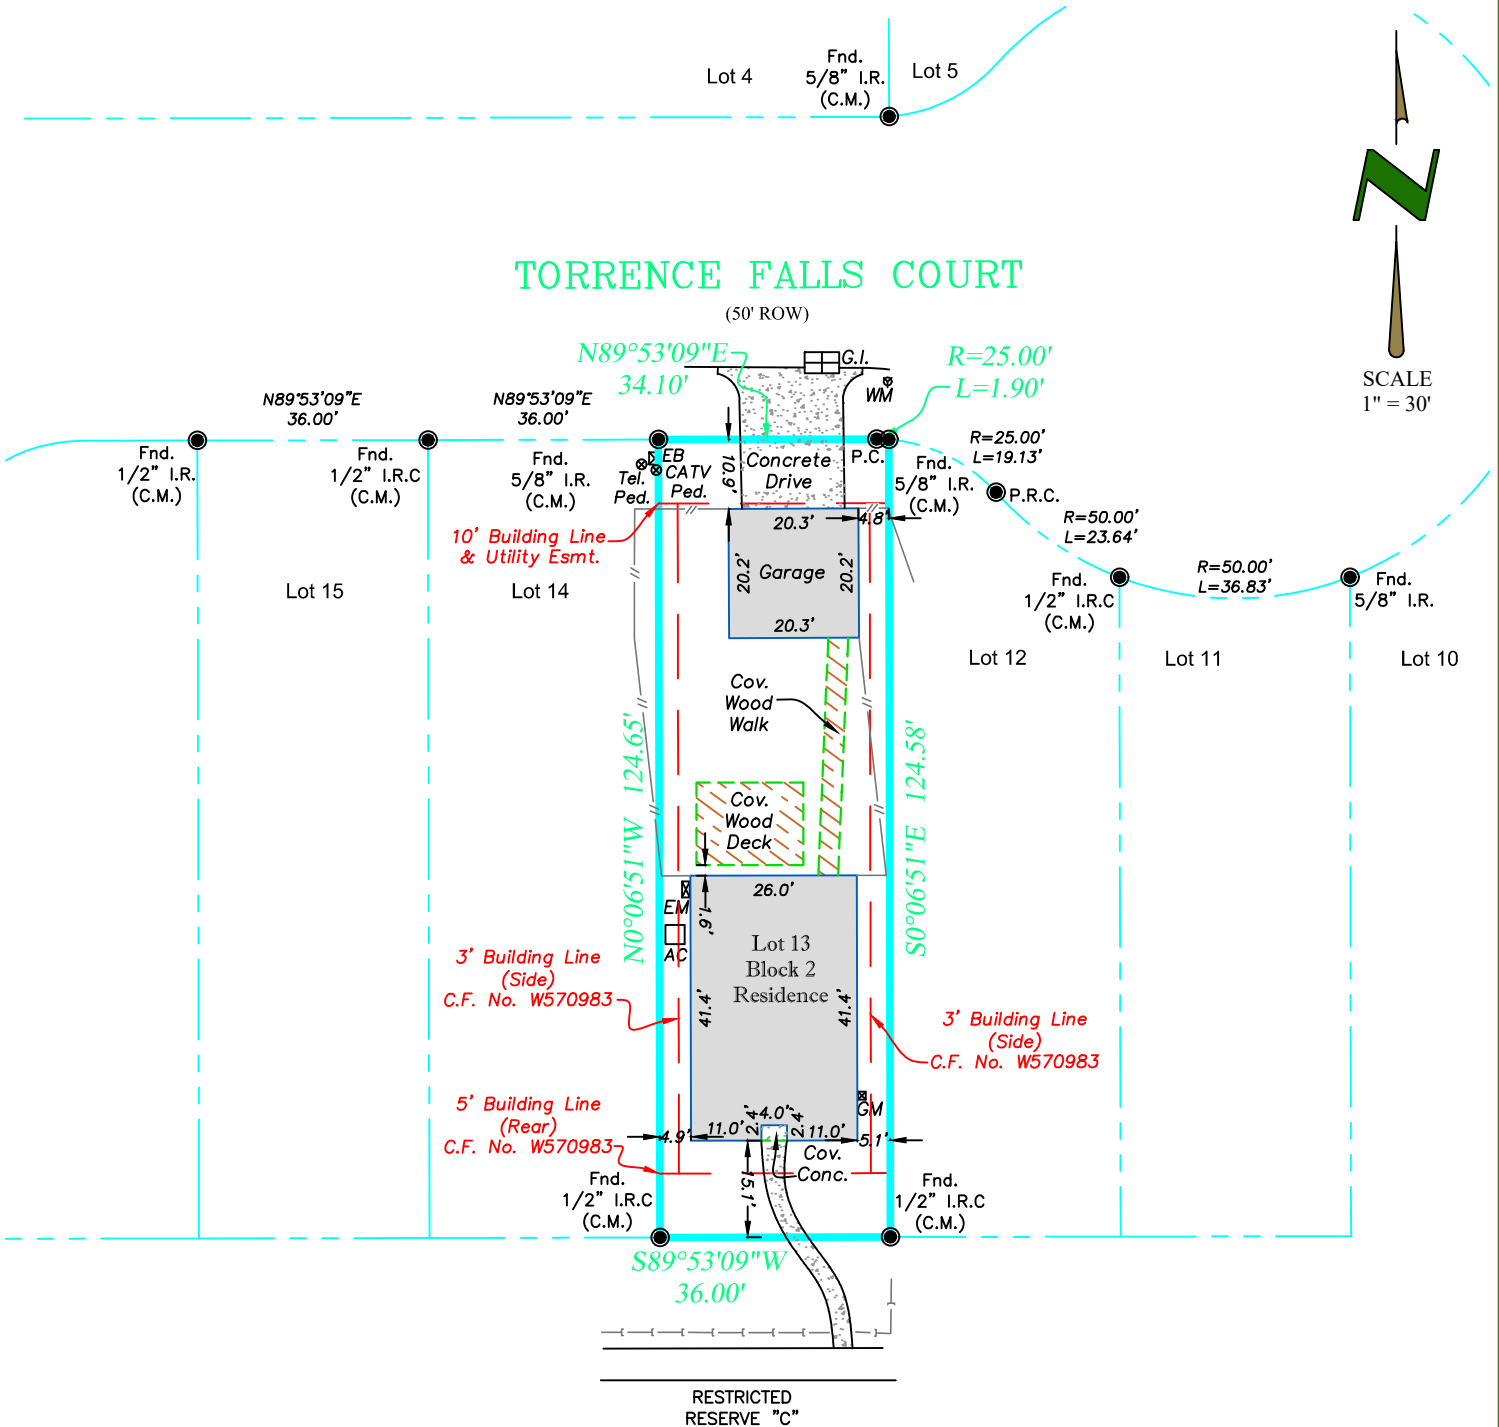 Lot 4
Fnd.
5/8" I.R.
(C.M.)
Lot 5
TORRENCE FALLS COURT
(50' ROW)
SCALE
1" = 30'
N89°53'09"E
34.10'
G.I.
WM
R=25.00'
L=1.90'
N89°53'09"E
36.00'
N89°53'09"E
36.00'
Fnd.
1/2" I.R.
(C.M.)
Fnd.
1/2" I.R.C
(C.M.)
Fnd.
5/8" I.R.
(C.M.)
EB
CATV
Ped.
Tel.
Ped.
10.9'
Concrete
Drive
P.C.
Fnd.
5/8" I.R.
(C.M.)
R=25.00'
L=19.13'
P.R.C.
R=50.00'
L=23.64'
R=50.00'
L=36.83'
Fnd.
1/2" I.R.C
(C.M.)
Fnd.
5/8" I.R.
10' Building Line
& Utility Esmt.
20.3'
4.8'
20.2'
Garage
20.2'
20.3'
Lot 15
Lot 14
Lot 12
Lot 11
Lot 10
Cov.
Wood
Walk
N0°06'51"W 124.65'
S0°06'51"E 124.58'
Cov.
Wood
Deck
26.0'
EM
1.6'
AC
Lot 13
Block 2
Residence
41.4'
41.4'
3' Building Line
(Side)
C.F. No. W570983
3' Building Line
(Side)
C.F. No. W570983
5' Building Line
(Rear)
C.F. No. W570983
GM
4.9'
11.0'
2.4'
4.0'
2.4'
11.0'
5.1'
Cov.
Conc.
15.1'
Fnd.
1/2" I.R.C
(C.M.)
Fnd.
1/2" I.R.C
(C.M.)
S89°53'09"W
36.00'
RESTRICTED
RESERVE "C"